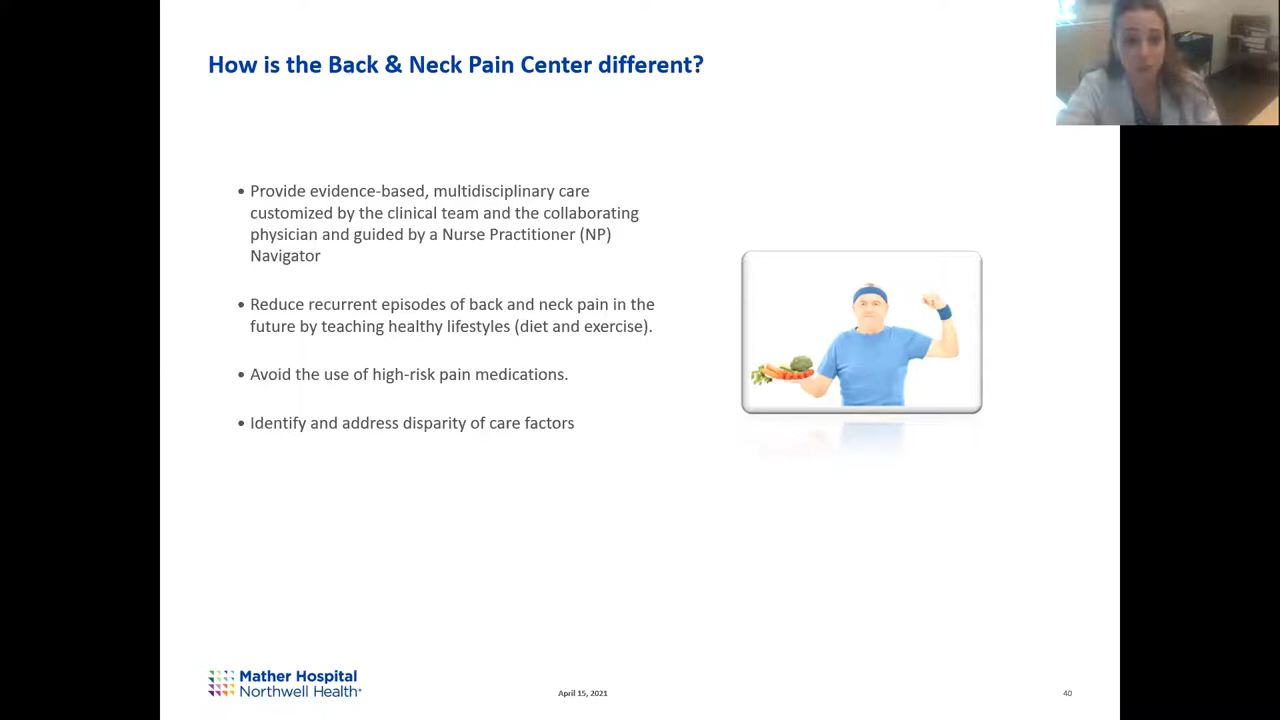 How is the Back & Neck Pain Center different?
• Provide evidence-based, multidisciplinary care
customized by the clinical team and the collaborating
physician and guided by a Nurse Practitioner (NP)
Navigator
• Reduce recurrent episodes of back and neck pain in the
future by teaching healthy lifestyles (diet and exercise).
• Avoid the use of high-risk pain medications.
• Identify and address disparity of care factors
Mather Hospital
Northwell Health®
April 15, 2021
40